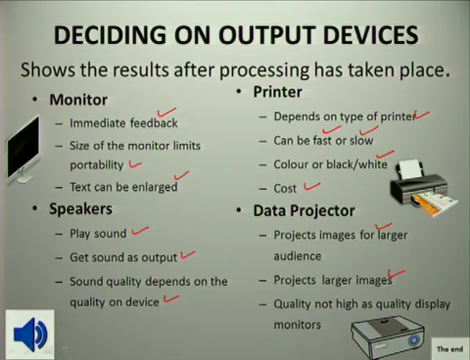 DECIDING ON OUTPUT DEVICES
Shows the results after processing has taken place.
• Monitor
– Immediate feedback
– Size of the monitor limits
portability
– Text can be enlarged
• Speakers
– Play sound
– Get sound as output
– Sound quality depends on the
quality on device
• Printer
– Depends on type of printer
– Can be fast or slow
– Colour or black/white
– Cost
• Data Projector
– Projects images for larger
audience
– Projects larger images
– Quality not high as quality display
monitors
The end